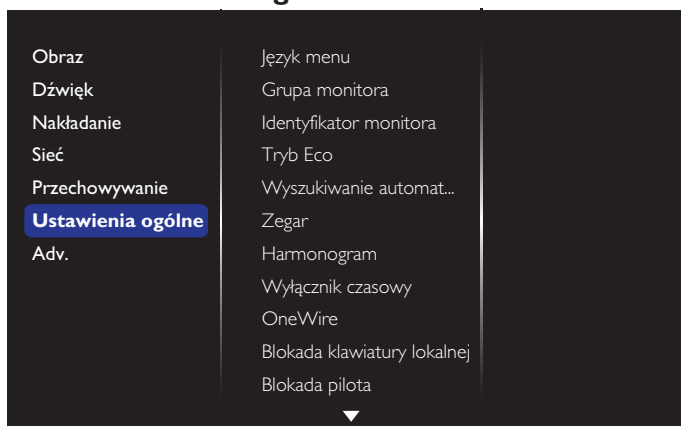 Obraz
Dźwięk
Nakładanie
Sieć
Przechowywanie
Ustawienia ogólne
Adv.
Język menu
Grupa monitora
Identyfikator monitora
Tryb Eco
Wyszukiwanie automat...
Zegar
Harmonogram
Wyłącznik czasowy
OneWire
Blokada klawiatury lokalnej
Blokada pilota